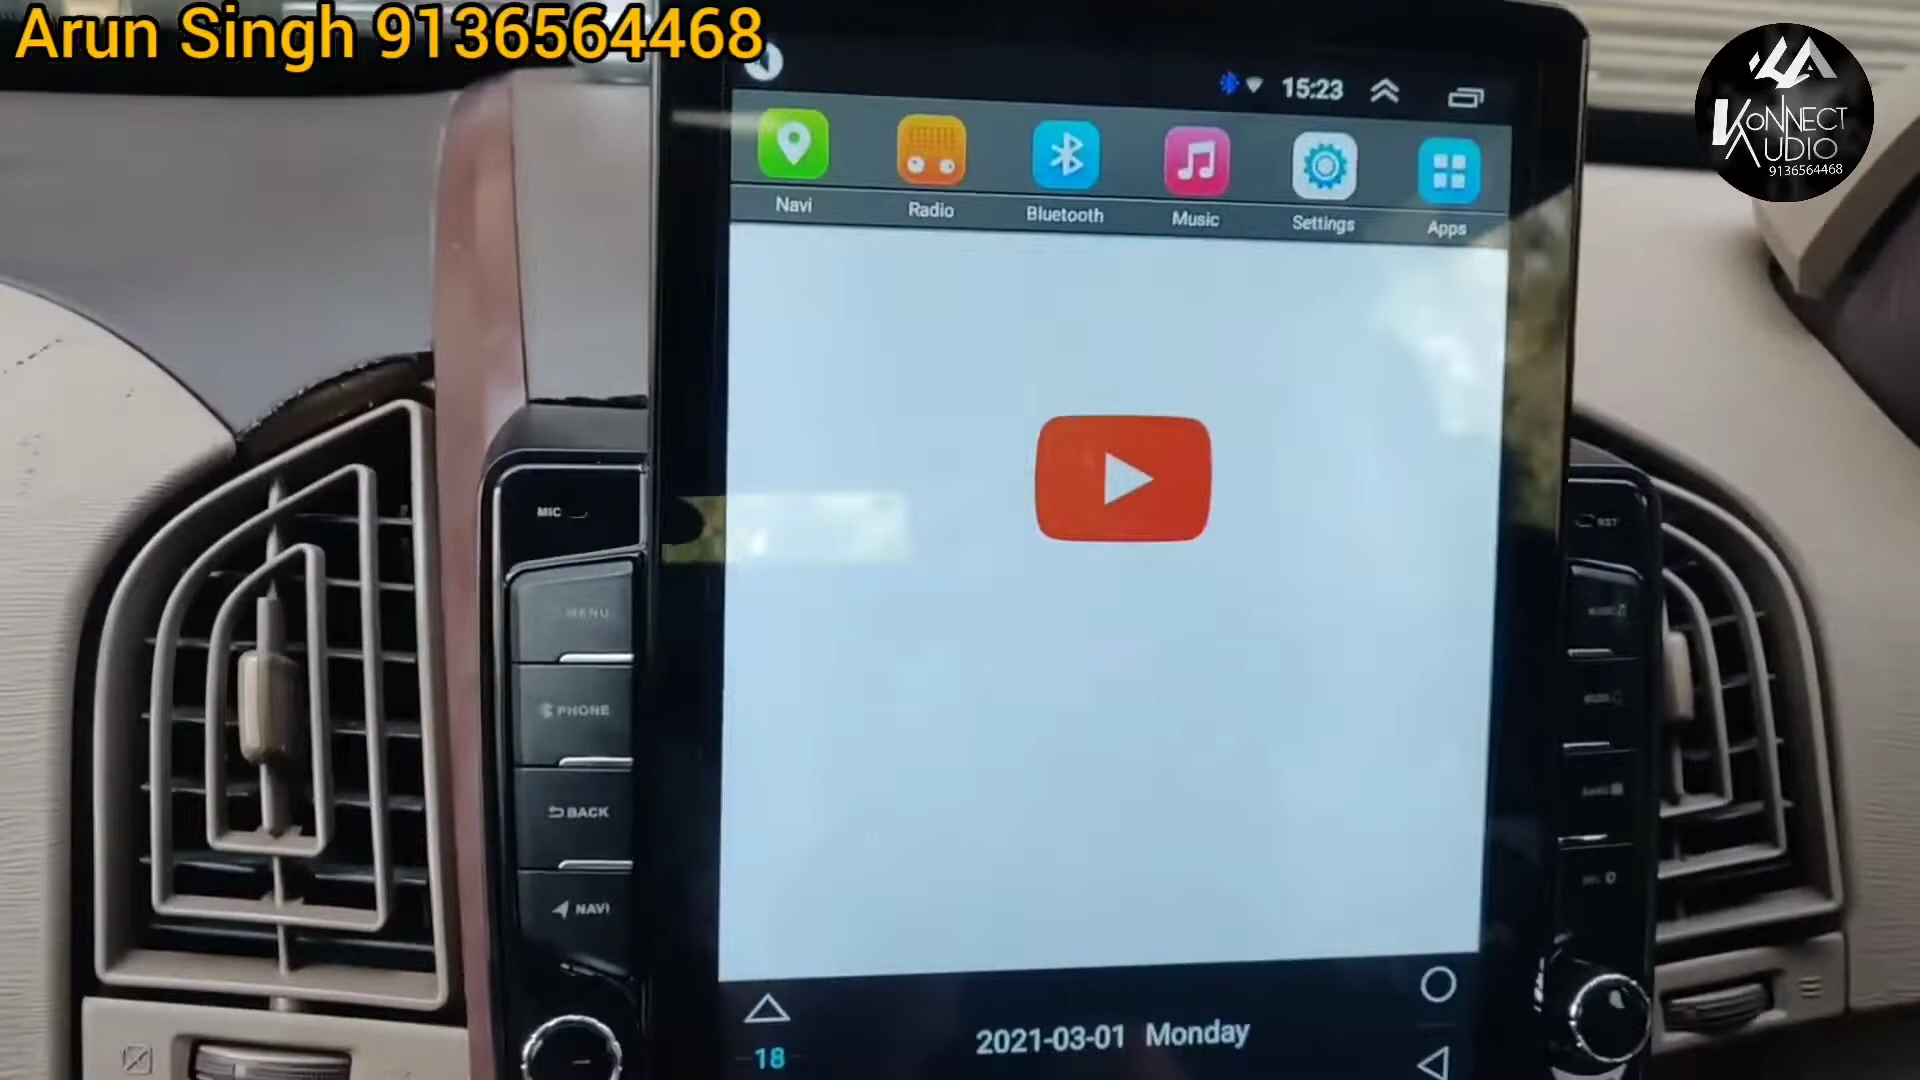 Arun Singh 9136564468
KONNECT
AUDIO
9136564468
15:23
Navi
Radio
Bluetooth
Music
Settings
Apps
MIC
RST
MENU
PHONE
BACK
NAVI
2021-03-01 Monday
18